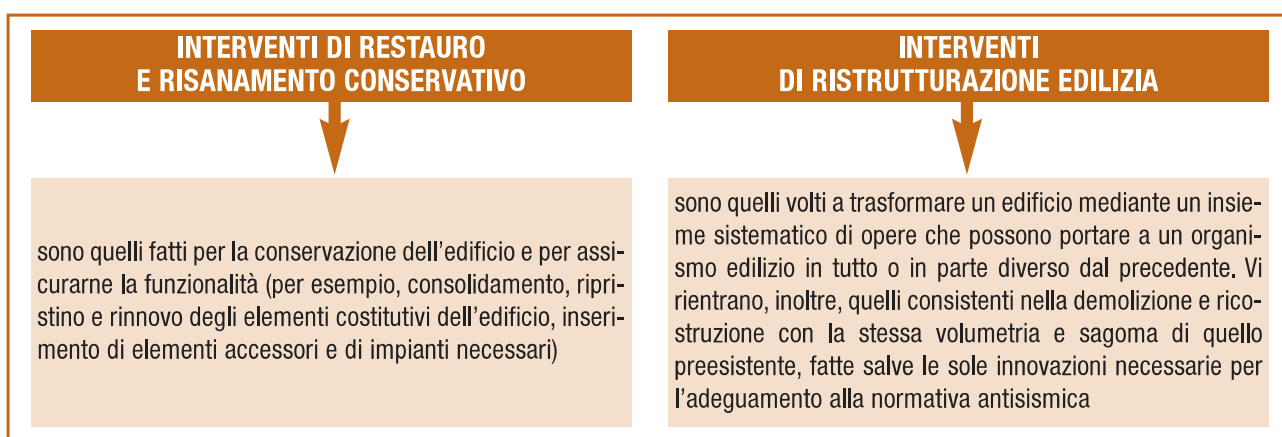 INTERVENTI DI RESTAURO
E RISANAMENTO CONSERVATIVO
sono quelli fatti per la conservazione dell'edificio e per assi-
curarne la funzionalità (per esempio, consolidamento, ripri-
stino e rinnovo degli elementi costitutivi dell'edificio, inseri-
mento di elementi accessori e di impianti necessari)
INTERVENTI
DI RISTRUTTURAZIONE EDILIZIA
sono quelli volti a trasformare un edificio mediante un insie-
me sistematico di opere che possono portare a un organi-
smo edilizio in tutto o in parte diverso dal precedente. Vi
rientrano, inoltre, quelli consistenti nella demolizione e rico-
struzione con la stessa volumetria e sagoma di quello
preesistente, fatte salve le sole innovazioni necessarie per
l'adeguamento alla normativa antisismica